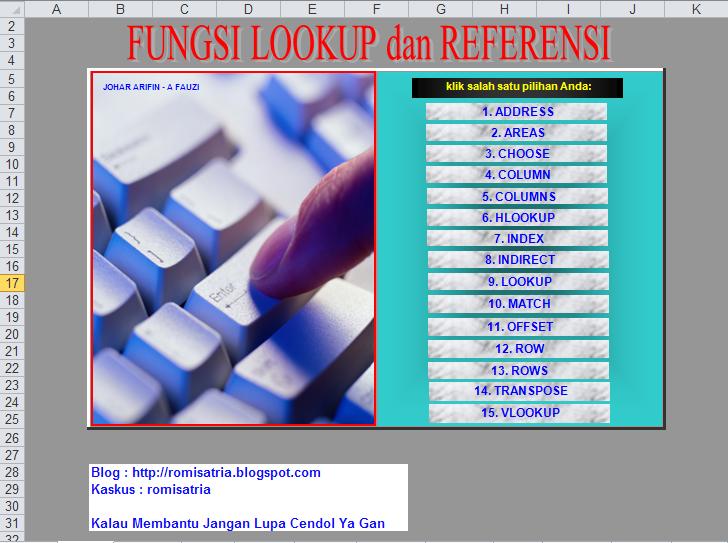 A B C D E F G H I J K
2
3
4
5
6
7
8
9
10
11
12
13
14
15
16
17
18
19
20
21
22
23
24
25
26
27
28
29
30
31
32
FUNGSI LOOKUP dan REFERENSI
JOHAR ARIFIN - A FAUZI
Enter
klik salah satu pilihan Anda:
1. ADDRESS
2. AREAS
3. CHOOSE
4. COLUMN
5. COLUMNS
6. HLOOKUP
7. INDEX
8. INDIRECT
9. LOOKUP
10. MATCH
11. OFFSET
12. ROW
13. ROWS
14. TRANSPOSE
15. VLOOKUP
Blog : http://romisatria.blogspot.com
Kaskus : romisatria
Kalau Membantu Jangan Lupa Cendol Ya Gan